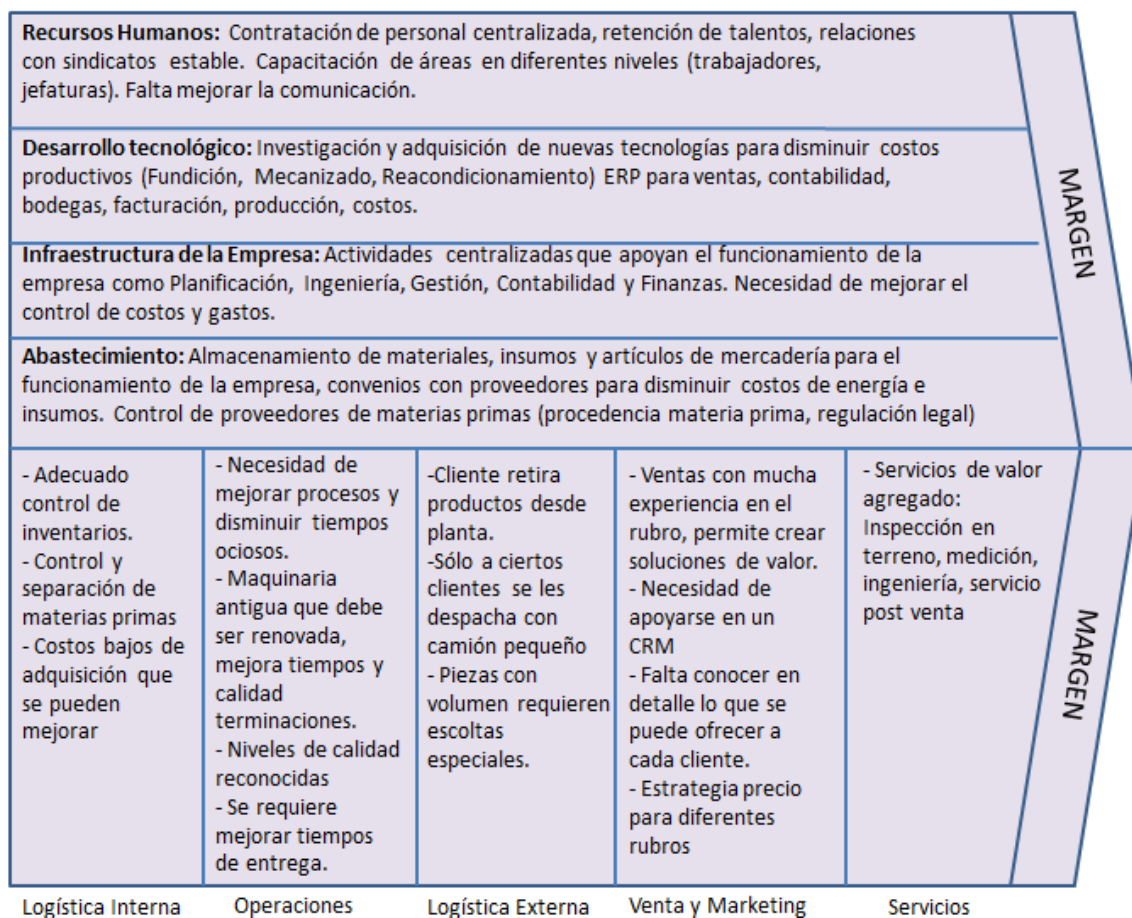 Recursos Humanos: Contratación de personal centralizada, retención de talentos, relaciones
con sindicatos estable. Capacitación de áreas en diferentes niveles (trabajadores,
jefaturas). Falta mejorar la comunicación.
Desarrollo tecnológico: Investigación y adquisición de nuevas tecnologías para disminuir costos
productivos (Fundición, Mecanizado, Reacondicionamiento) ERP para ventas, contabilidad,
bodegas, facturación, producción, costos.
Infraestructura de la Empresa: Actividades centralizadas que apoyan el funcionamiento de la
empresa como Planificación, Ingeniería, Gestión, Contabilidad y Finanzas. Necesidad de mejorar el
control de costos y gastos.
Abastecimiento: Almacenamiento de materiales, insumos y artículos de mercadería para el
funcionamiento de la empresa, convenios con proveedores para disminuir costos de energía e
insumos. Control de proveedores de materias primas (procedencia materia prima, regulación legal)
MARGEN
- Adecuado
control de
inventarios.
- Control y
separación de
materias primas
- Costos bajos de
adquisición que
se pueden
mejorar
- Necesidad de
mejorar procesos y
disminuir tiempos
ociosos.
- Maquinaria
antigua que debe
ser renovada,
mejora tiempos y
calidad
terminaciones.
- Niveles de calidad
reconocidas
- Se requiere
mejorar tiempos
de entrega.
-Cliente retira
productos desde
planta.
-Sólo a ciertos
clientes se les
despacha con
camión pequeño
- Piezas con
volumen requieren
escoltas
especiales.
- Ventas con mucha
experiencia en el
rubro, permite crear
soluciones de valor.
- Necesidad de
apoyarse en un
CRM
- Falta conocer en
detalle lo que se
puede ofrecer a
cada cliente.
- Estrategia precio
para diferentes
rubros
- Servicios de valor
agregado:
Inspección en
terreno, medición,
ingeniería, servicio
post venta
MARGEN
Logística Interna
Operaciones
Logística Externa
Venta y Marketing
Servicios